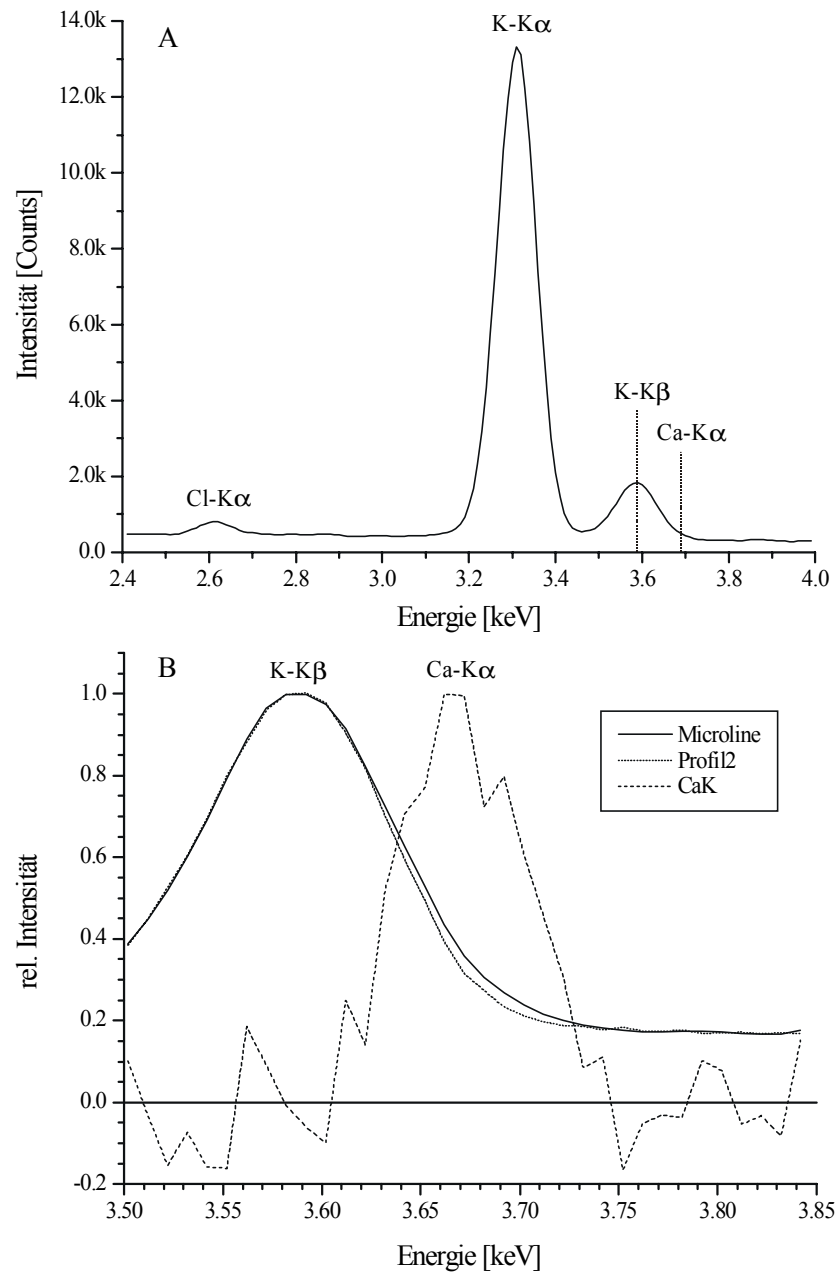 A
K-Kα
14.0k
12.0k
10.0k
8.0k
6.0k
4.0k
2.0k
0.0
Intensität [Counts]
Cl-Kα
K-Kβ
Ca-Kα
2.4 2.6 2.8 3.0 3.2 3.4 3.6 3.8 4.0
Energie [keV]
B
K-Kβ
Ca-Kα
1.0
0.8
0.6
0.4
0.2
0.0
-0.2
rel. Intensität
Microline
Profil2
CaK
3.50 3.55 3.60 3.65 3.70 3.75 3.80 3.85
Energie [keV]